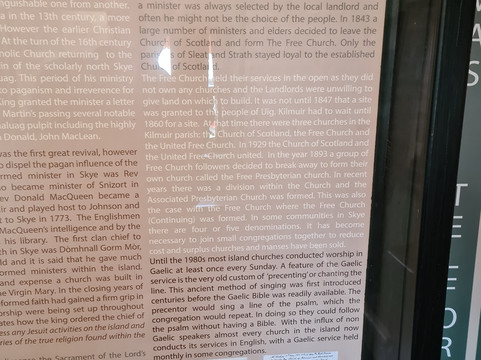 nguishable one from another.
a in the 13th century, a more
However the earliest Christian
At the turn of the 16th century
holic Church returning to the
in of the scholarly north Skye
uag. This period of his ministry
to paganism and irreverence for
King granted the minister a letter
Martin's passing several notable
haluag pulpit including the highly
Donald, John MacLean.
was the first great revival, however
o dispel the pagan influence of the
ormed minister in Skye was Rev
so became minister of Snizort in
ev Donald MacQueen became a
ir and played host to Johnson and
t to Skye in 1773. The Englishmen
MacQueen's intelligence and by the
his library. The first clan chief to
ch in Skye was Dòmhnall Gorm Mòr,
ld and it is said that he gave much
ormed ministers within the island.
and expense a church was built in
he Virgin Mary. In the closing years of
formed faith had gained a firm grip in
orship were being set up throughout
ates how the king ordered the chief of
ess any Jesuit activities on the island and
ries of the true religion found within the
the Sacrament of the Lord's
a minister was always selected by the local landlord and
often he might not be the choice of the people. In 1843 a
large number of ministers and elders decided to leave the
Church of Scotland and form The Free Church. Only the
of Sleat and Strath stayed loyal to the established
Church of Scotland.
The Free Church held their services in the open as they did
not own any churches and the Landlords were unwilling to
give land on which to build. It was not until 1847 that a site
was granted to the people of Uig. Kilmuir had to wait until
1860 for a site. At that time there were three churches in the
Kilmuir parish: the Church of Scotland, the Free Church and
the United Free Church. In 1929 the Church of Scotland and
the United Free Church united. In the year 1893 a group of
Free Church followers decided to break away to form their
own church called the Free Presbyterian church. In recent
years there was a division within the Church and the
Associated Presbyterian Church was formed. This was also
the case with the Free Church where the Free Church
(Continuing) was formed. In some communities in Skye
there are four or five denominations. It has become
necessary to join small congregations together to reduce
cost and surplus churches and manses have been sold.
Until the 1980s most island churches conducted worship in
Gaelic at least once every Sunday. A feature of the Gaelic
service is the very old custom of 'precenting' or chanting the
line. This ancient method of singing was first introduced
centuries before the Gaelic Bible was readily available. The
precentor would sing a line of the psalm, which the
congregation would repeat. In doing so they could follow
the psalm without having a Bible. With the influx of non
Gaelic speakers almost every church in the island now
conducts its services in English, with a Gaelic service held
monthly in some congregations.